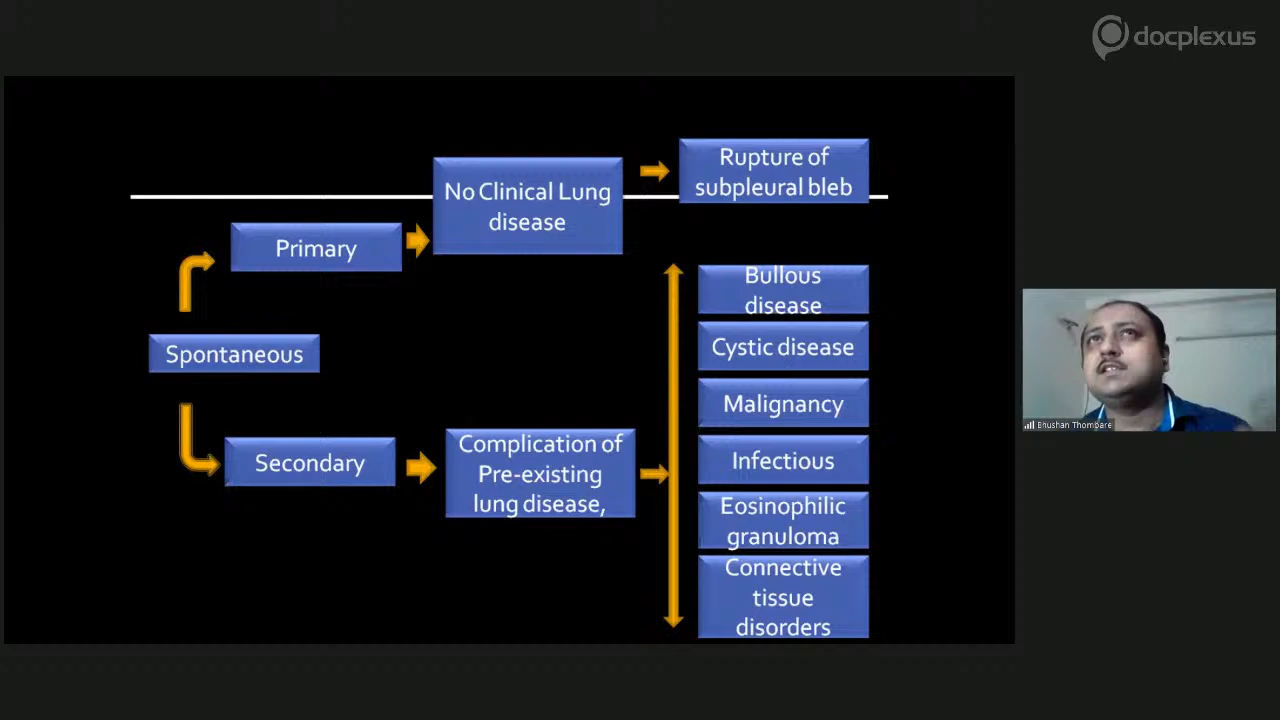 docplexus
Rupture of
subpleural bleb
No Clinical Lung
disease
Primary
Bullous
disease
Spontaneous
Cystic disease
Malignancy
Secondary
Complication of
Pre-existing
lung disease,
Infectious
Eosinophilic
granuloma
Connective
tissue
disorders
Bhushan Thombare